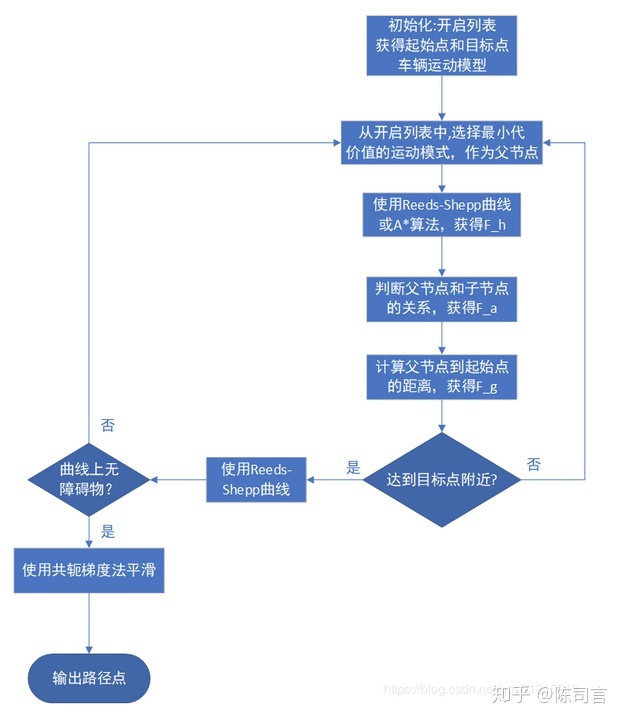 初始化:开启列表
获得起始点和目标点
车辆运动模型
从开启列表中,选择最小代
价值的运动模式，作为父节点
使用Reeds-Shepp曲线
或A*算法，获得F_h
判断父节点和子节点
的关系，获得F_a
计算父节点到起始点
的距离，获得F_g
否
曲线上无
障碍物？
使用Reeds-
Shepp曲线
是
达到目标点附近?
否
是
使用共轭梯度法平滑
输出路径点
https://blog.csdn.net/
知乎 @陈司言